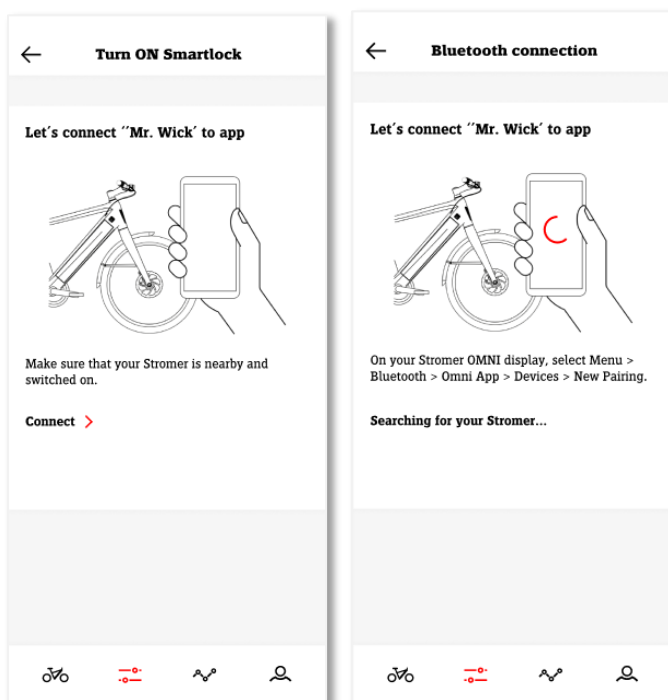 Turn ON Smartlock
Let´s connect ´´Mr. Wick´ to app
Make sure that your Stromer is nearby and
switched on.
Connect >
Bluetooth connection
Let´s connect ´´Mr. Wick´ to app
On your Stromer OMNI display, select Menu >
Bluetooth > Omni App > Devices > New Pairing.
Searching for your Stromer...